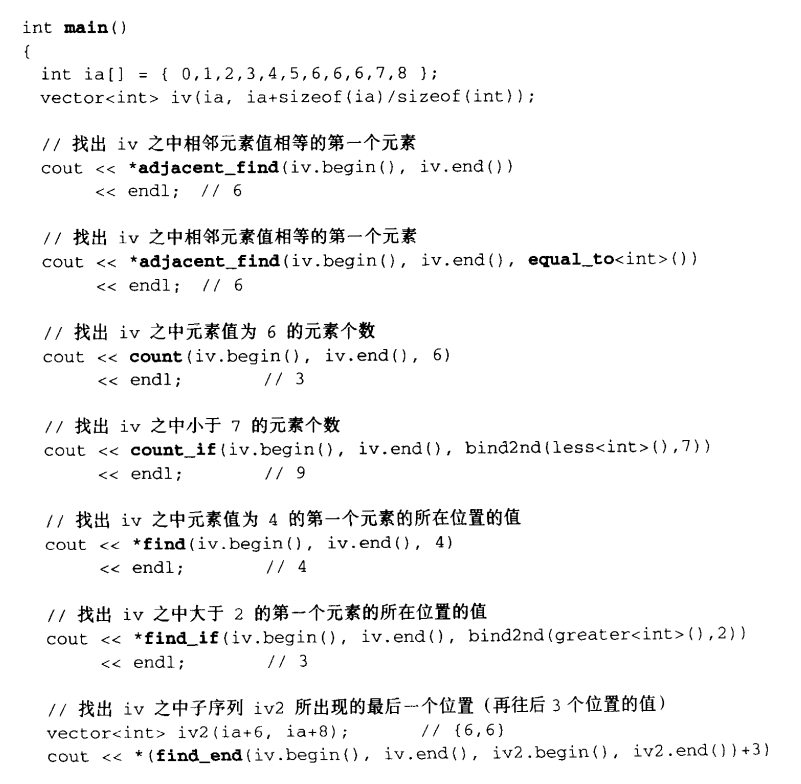 int main()
{
int ia[] = { 0,1,2,3,4,5,6,6,6,7,8 };
vector<int> iv(ia, ia+sizeof(ia)/sizeof(int));
// 找出 iv 之中相邻元素值相等的第一个元素
cout << *adjacent_find(iv.begin(), iv.end())
<< endl; // 6
// 找出 iv 之中相邻元素值相等的第一个元素
cout << *adjacent_find(iv.begin(), iv.end(), equal_to<int>())
<< endl; // 6
// 找出 iv 之中元素值为 6 的元素个数
cout << count(iv.begin(), iv.end(), 6)
<< endl; // 3
// 找出 iv 之中小于 7 的元素个数
cout << count_if(iv.begin(), iv.end(), bind2nd(less<int>(),7))
<< endl; // 9
// 找出 iv 之中元素值为 4 的第一个元素的所在位置的值
cout << *find(iv.begin(), iv.end(), 4)
<< endl; // 4
// 找出 iv 之中大于 2 的第一个元素的所在位置的值
cout << *find_if(iv.begin(), iv.end(), bind2nd(greater<int>(),2))
<< endl; // 3
// 找出 iv 之中子序列 iv2 所出现的最后一个位置（再往后 3 个位置的值）
vector<int> iv2(ia+6, ia+8); // {6,6}
cout << *(find_end(iv.begin(), iv.end(), iv2.begin(), iv2.end())+3)